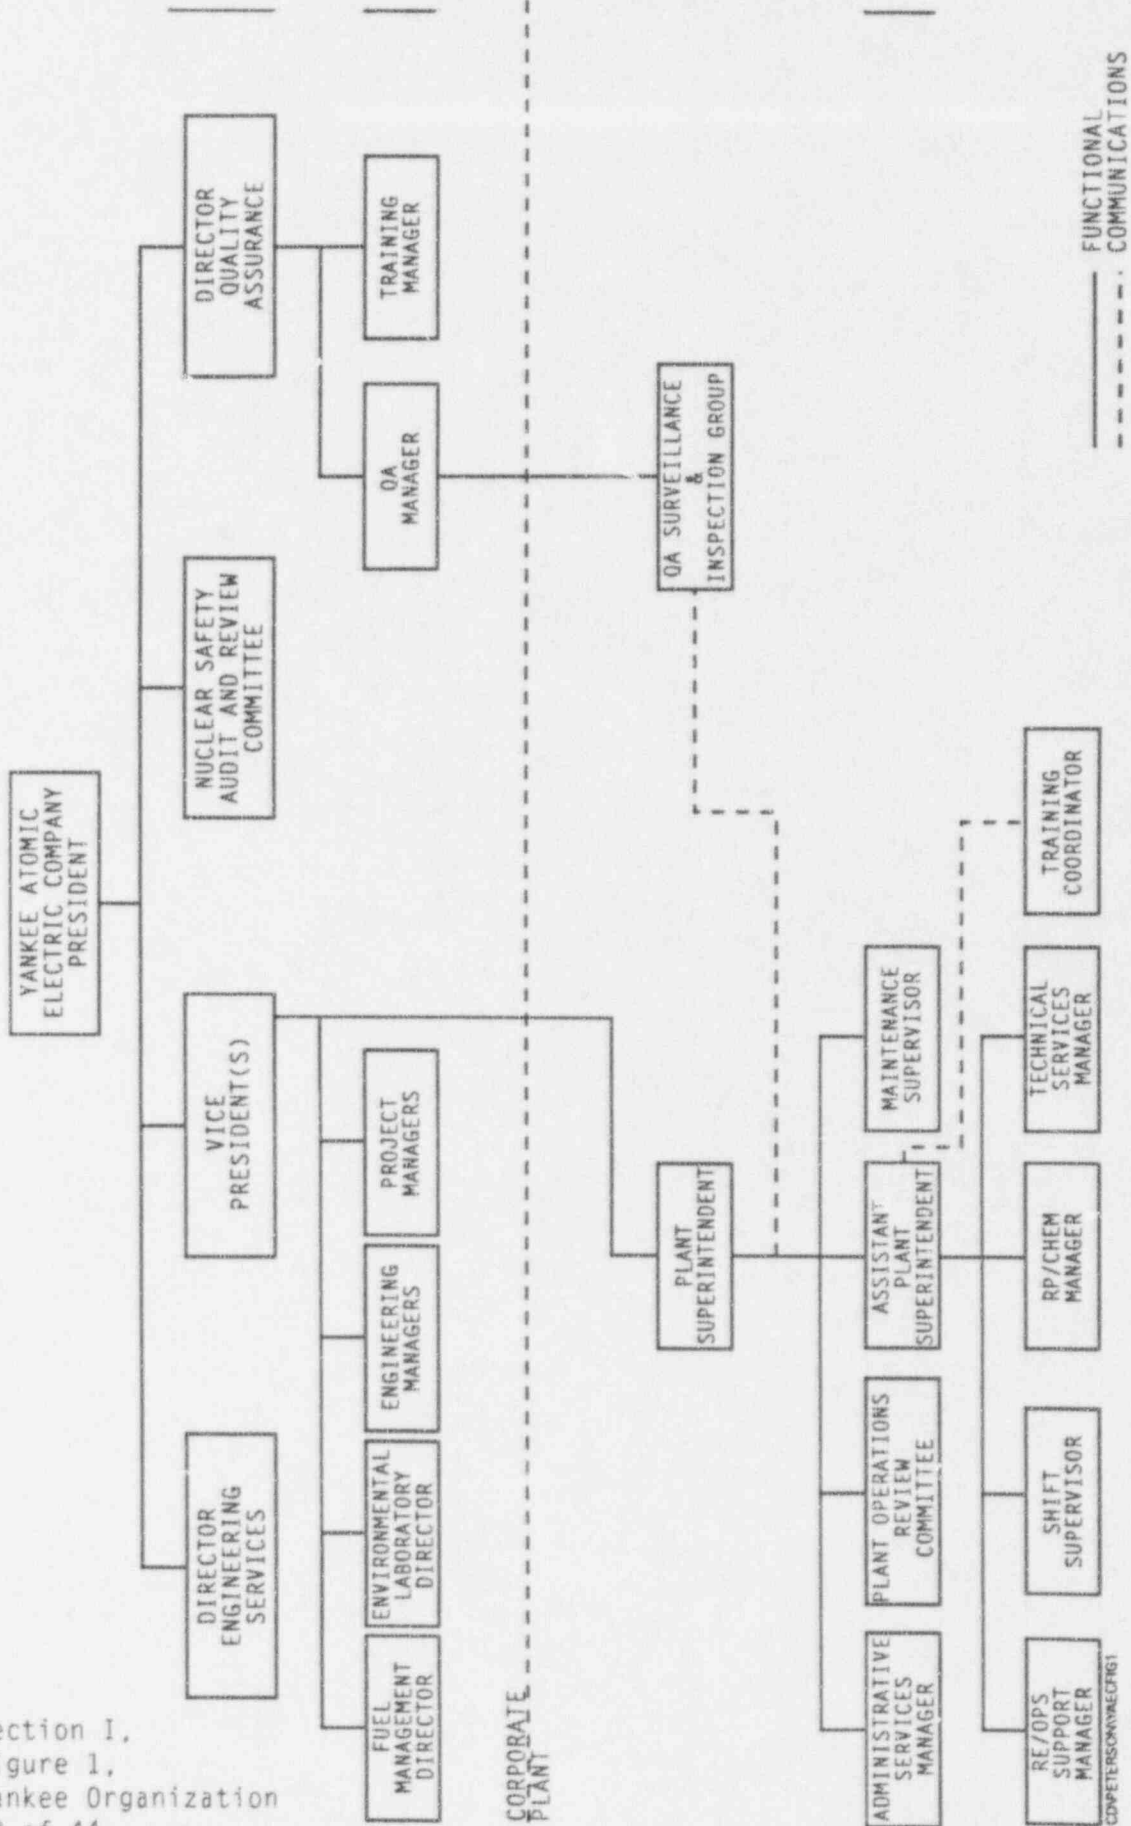 YANKEE ATOMIC
ELECTRIC COMPANY
PRESIDENT
DIRECTOR
ENGINEERING
SERVICES
VICE
PRESIDENT(S)
NUCLEAR SAFETY
AUDIT AND REVIEW
COMMITTEE
DIRECTOR
QUALITY
ASSURANCE
FUEL
MANAGEMENT
DIRECTOR
ENVIRONMENTAL
LABORATORY
DIRECTOR
ENGINEERING
MANAGERS
PROJECT
MANAGERS
QA
MANAGER
TRAINING
MANAGER
CORPORATE
PLANT
PLANT
SUPERINTENDENT
QA SURVEILLANCE
&
INSPECTION GROUP
ADMINISTRATIVE
SERVICES
MANAGER
PLANT OPERATIONS
REVIEW
COMMITTEE
ASSISTANT
PLANT
SUPERINTENDENT
MAINTENANCE
SUPERVISOR
RE/OPS
SUPPORT
MANAGER
SHIFT
SUPERVISOR
RP/CHEM
MANAGER
TECHNICAL
SERVICES
MANAGER
TRAINING
COORDINATOR
FUNCTIONAL
COMMUNICATIONS
ection I,
gure 1,
ankee Organization